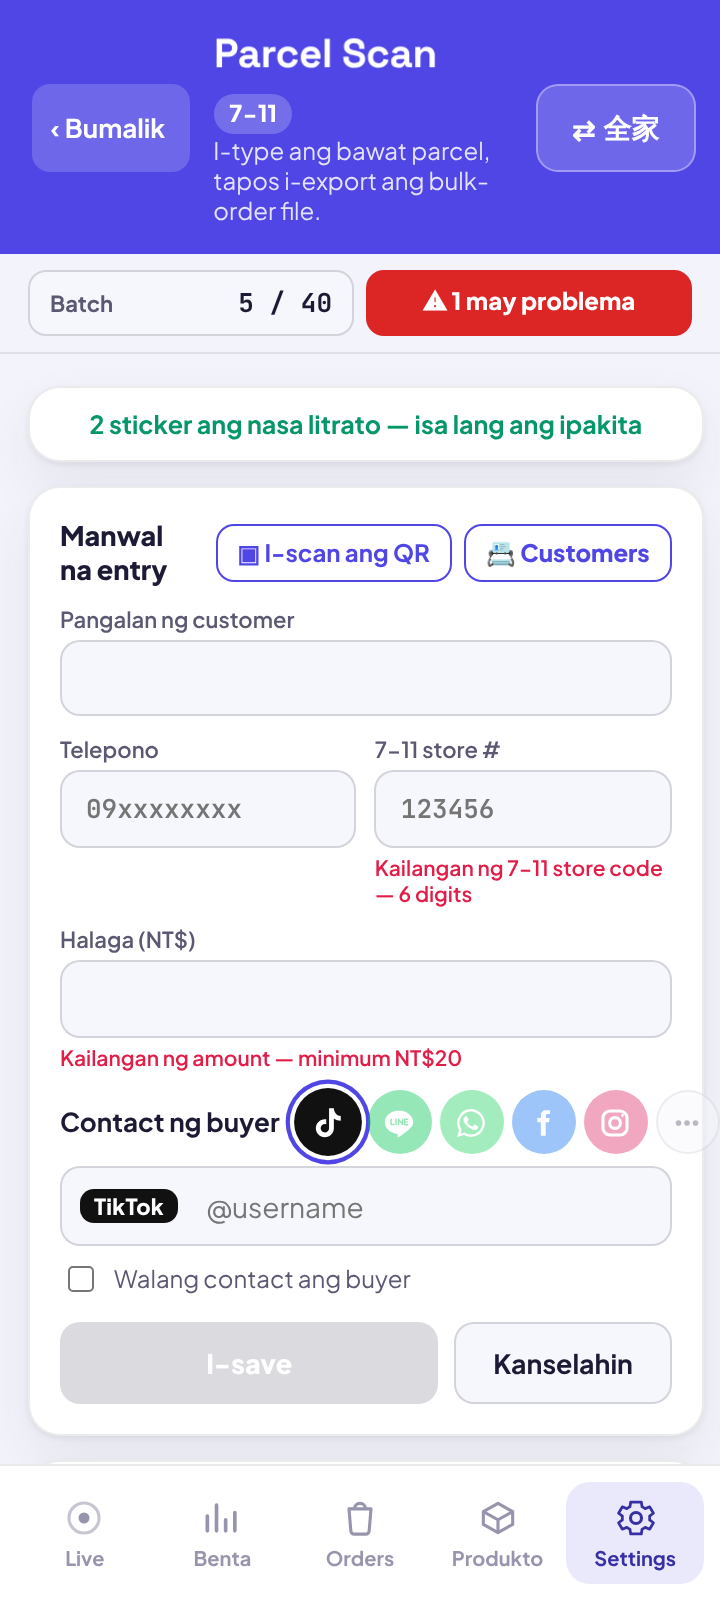 ‹ Bumalik
Parcel Scan
7-11
I-type ang bawat parcel,
tapos i-export ang bulk-
order file.
⇄ 全家
Batch 5 / 40
⚠ 1 may problema
2 sticker ang nasa litrato — isa lang ang ipakita
Manwal
na entry
▣ I-scan ang QR
📇 Customers
Pangalan ng customer
Telepono
7-11 store #
09xxxxxxxx
123456
Kailangan ng 7-11 store code
— 6 digits
Halaga (NT$)
Kailangan ng amount — minimum NT$20
Contact ng buyer
LINE
TikTok @username
Walang contact ang buyer
I-save
Kanselahin
Live
Benta
Orders
Produkto
Settings